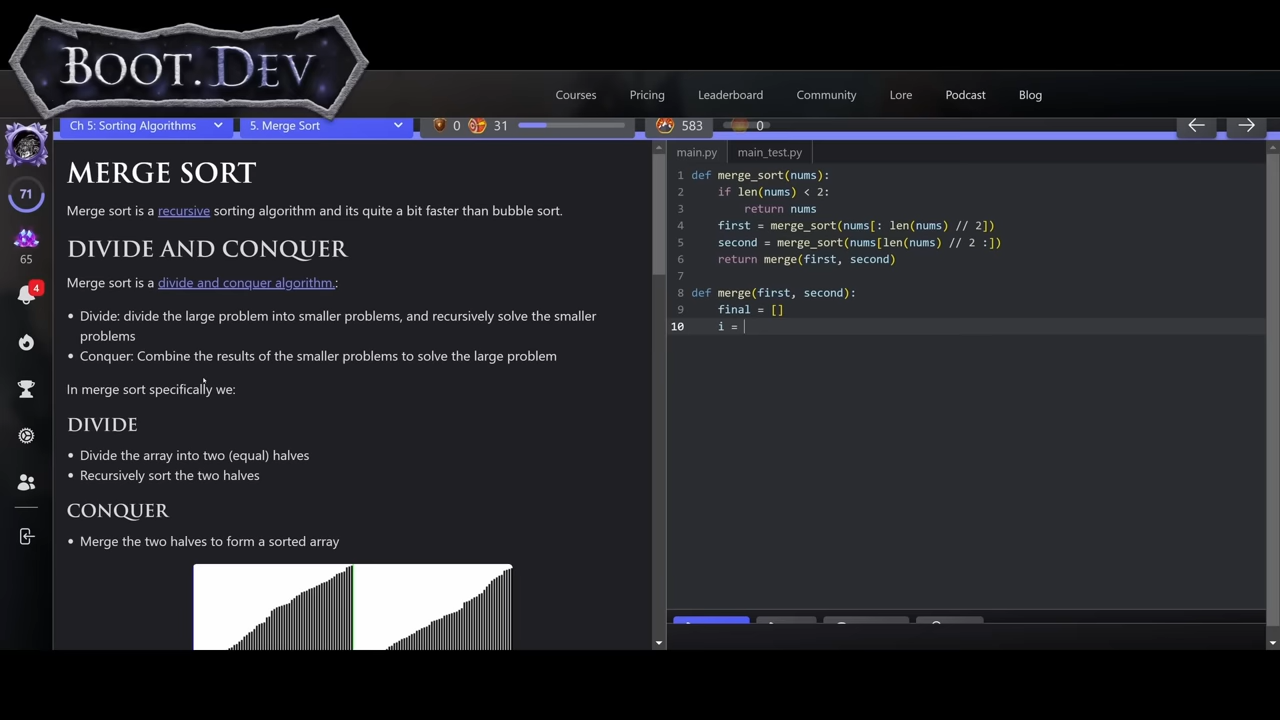 BOOT.DEV
Courses
Pricing
Leaderboard
Community
Lore
Podcast
Blog
Ch 5: Sorting Algorithms
5. Merge Sort
0
31
583
0
71
65
4
MERGE SORT
Merge sort is a recursive sorting algorithm and its quite a bit faster than bubble sort.
DIVIDE AND CONQUER
Merge sort is a divide and conquer algorithm.:
• Divide: divide the large problem into smaller problems, and recursively solve the smaller
problems
• Conquer: Combine the results of the smaller problems to solve the large problem
In merge sort specifically we:
DIVIDE
• Divide the array into two (equal) halves
• Recursively sort the two halves
CONQUER
• Merge the two halves to form a sorted array
main.py
main_test.py
1 def merge_sort(nums):
2     if len(nums) < 2:
3         return nums
4     first = merge_sort(nums[: len(nums) // 2])
5     second = merge_sort(nums[len(nums) // 2 :])
6     return merge(first, second)
7
8 def merge(first, second):
9     final = []
10     i =